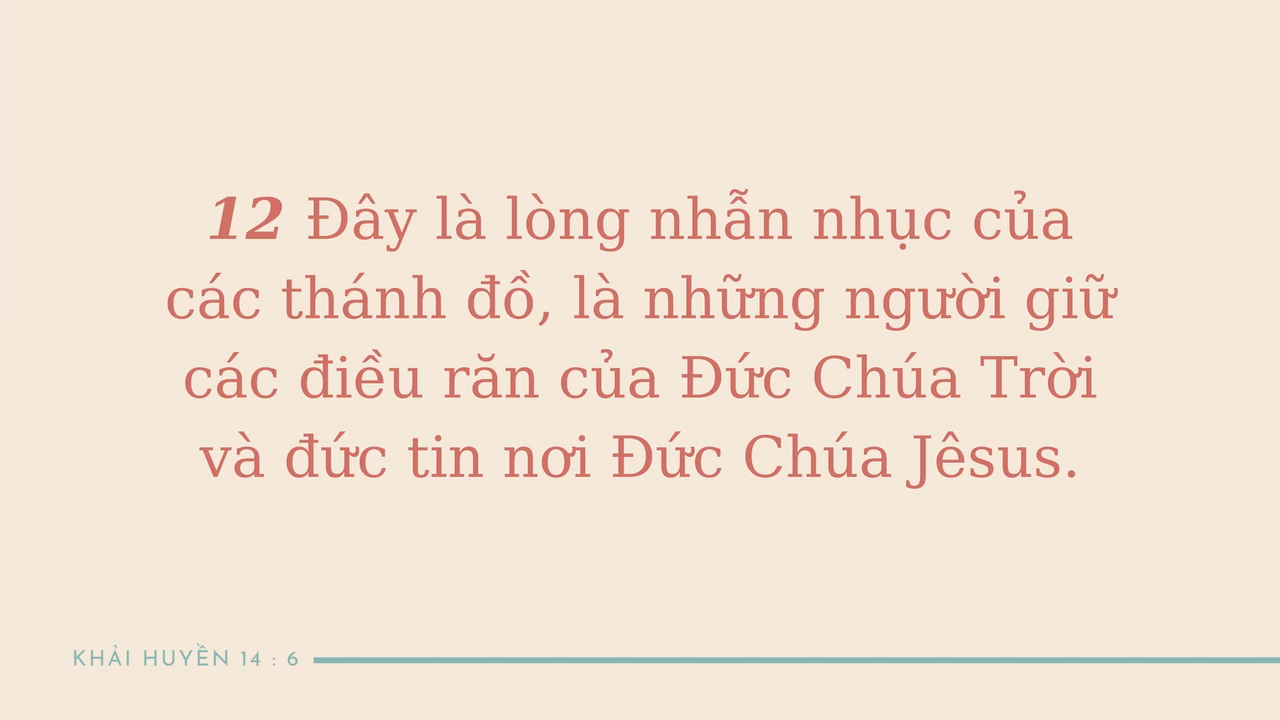 12 Đây là lòng nhẫn nhục của
các thánh đồ, là những người giữ
các điều răn của Đức Chúa Trời
và đức tin nơi Đức Chúa Jêsus.
KHẢI HUYỀN 14 : 6